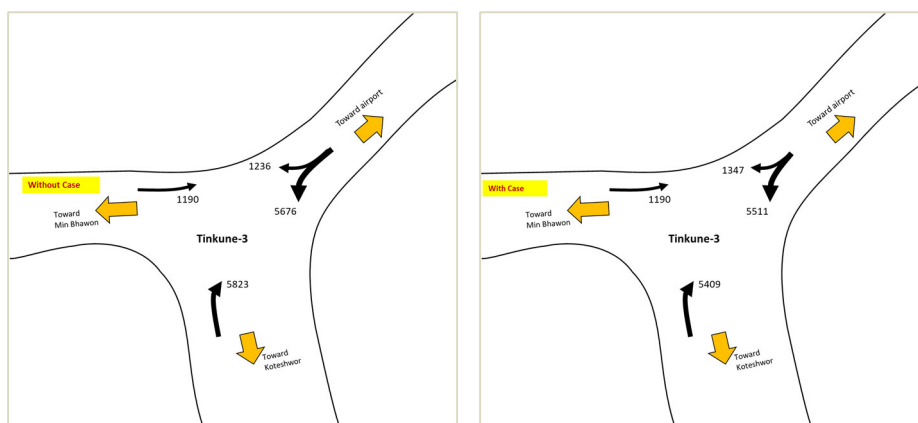 Toward airport
1236
Without Case
1190
5676
Toward
Min Bhawon
Tinkune-3
5823
Toward
Koteshwor
Toward airport
1347
With Case
1190
5511
Toward
Min Bhawon
Tinkune-3
5409
Toward
Koteshwor